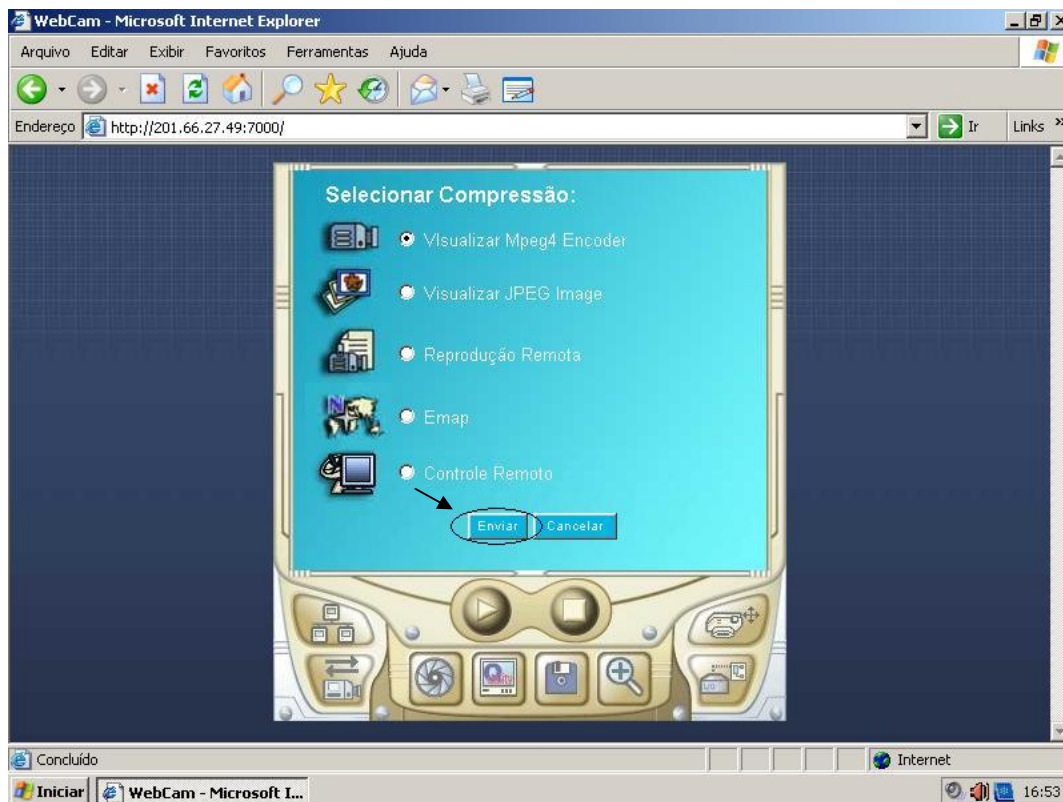 WebCam - Microsoft Internet Explorer
Arquivo Editar Exibir Favoritos Ferramentas Ajuda
Endereço http://201.66.27.49:7000/ Ir Links »
Selecionar Compressão:
VIsualizar Mpeg4 Encoder
Visualizar JPEG Image
Reprodução Remota
N
Emap
Controle Remoto
Enviar Cancelar
Quality
I/O
Concluído Internet
Iniciar WebCam - Microsoft I... 16:53